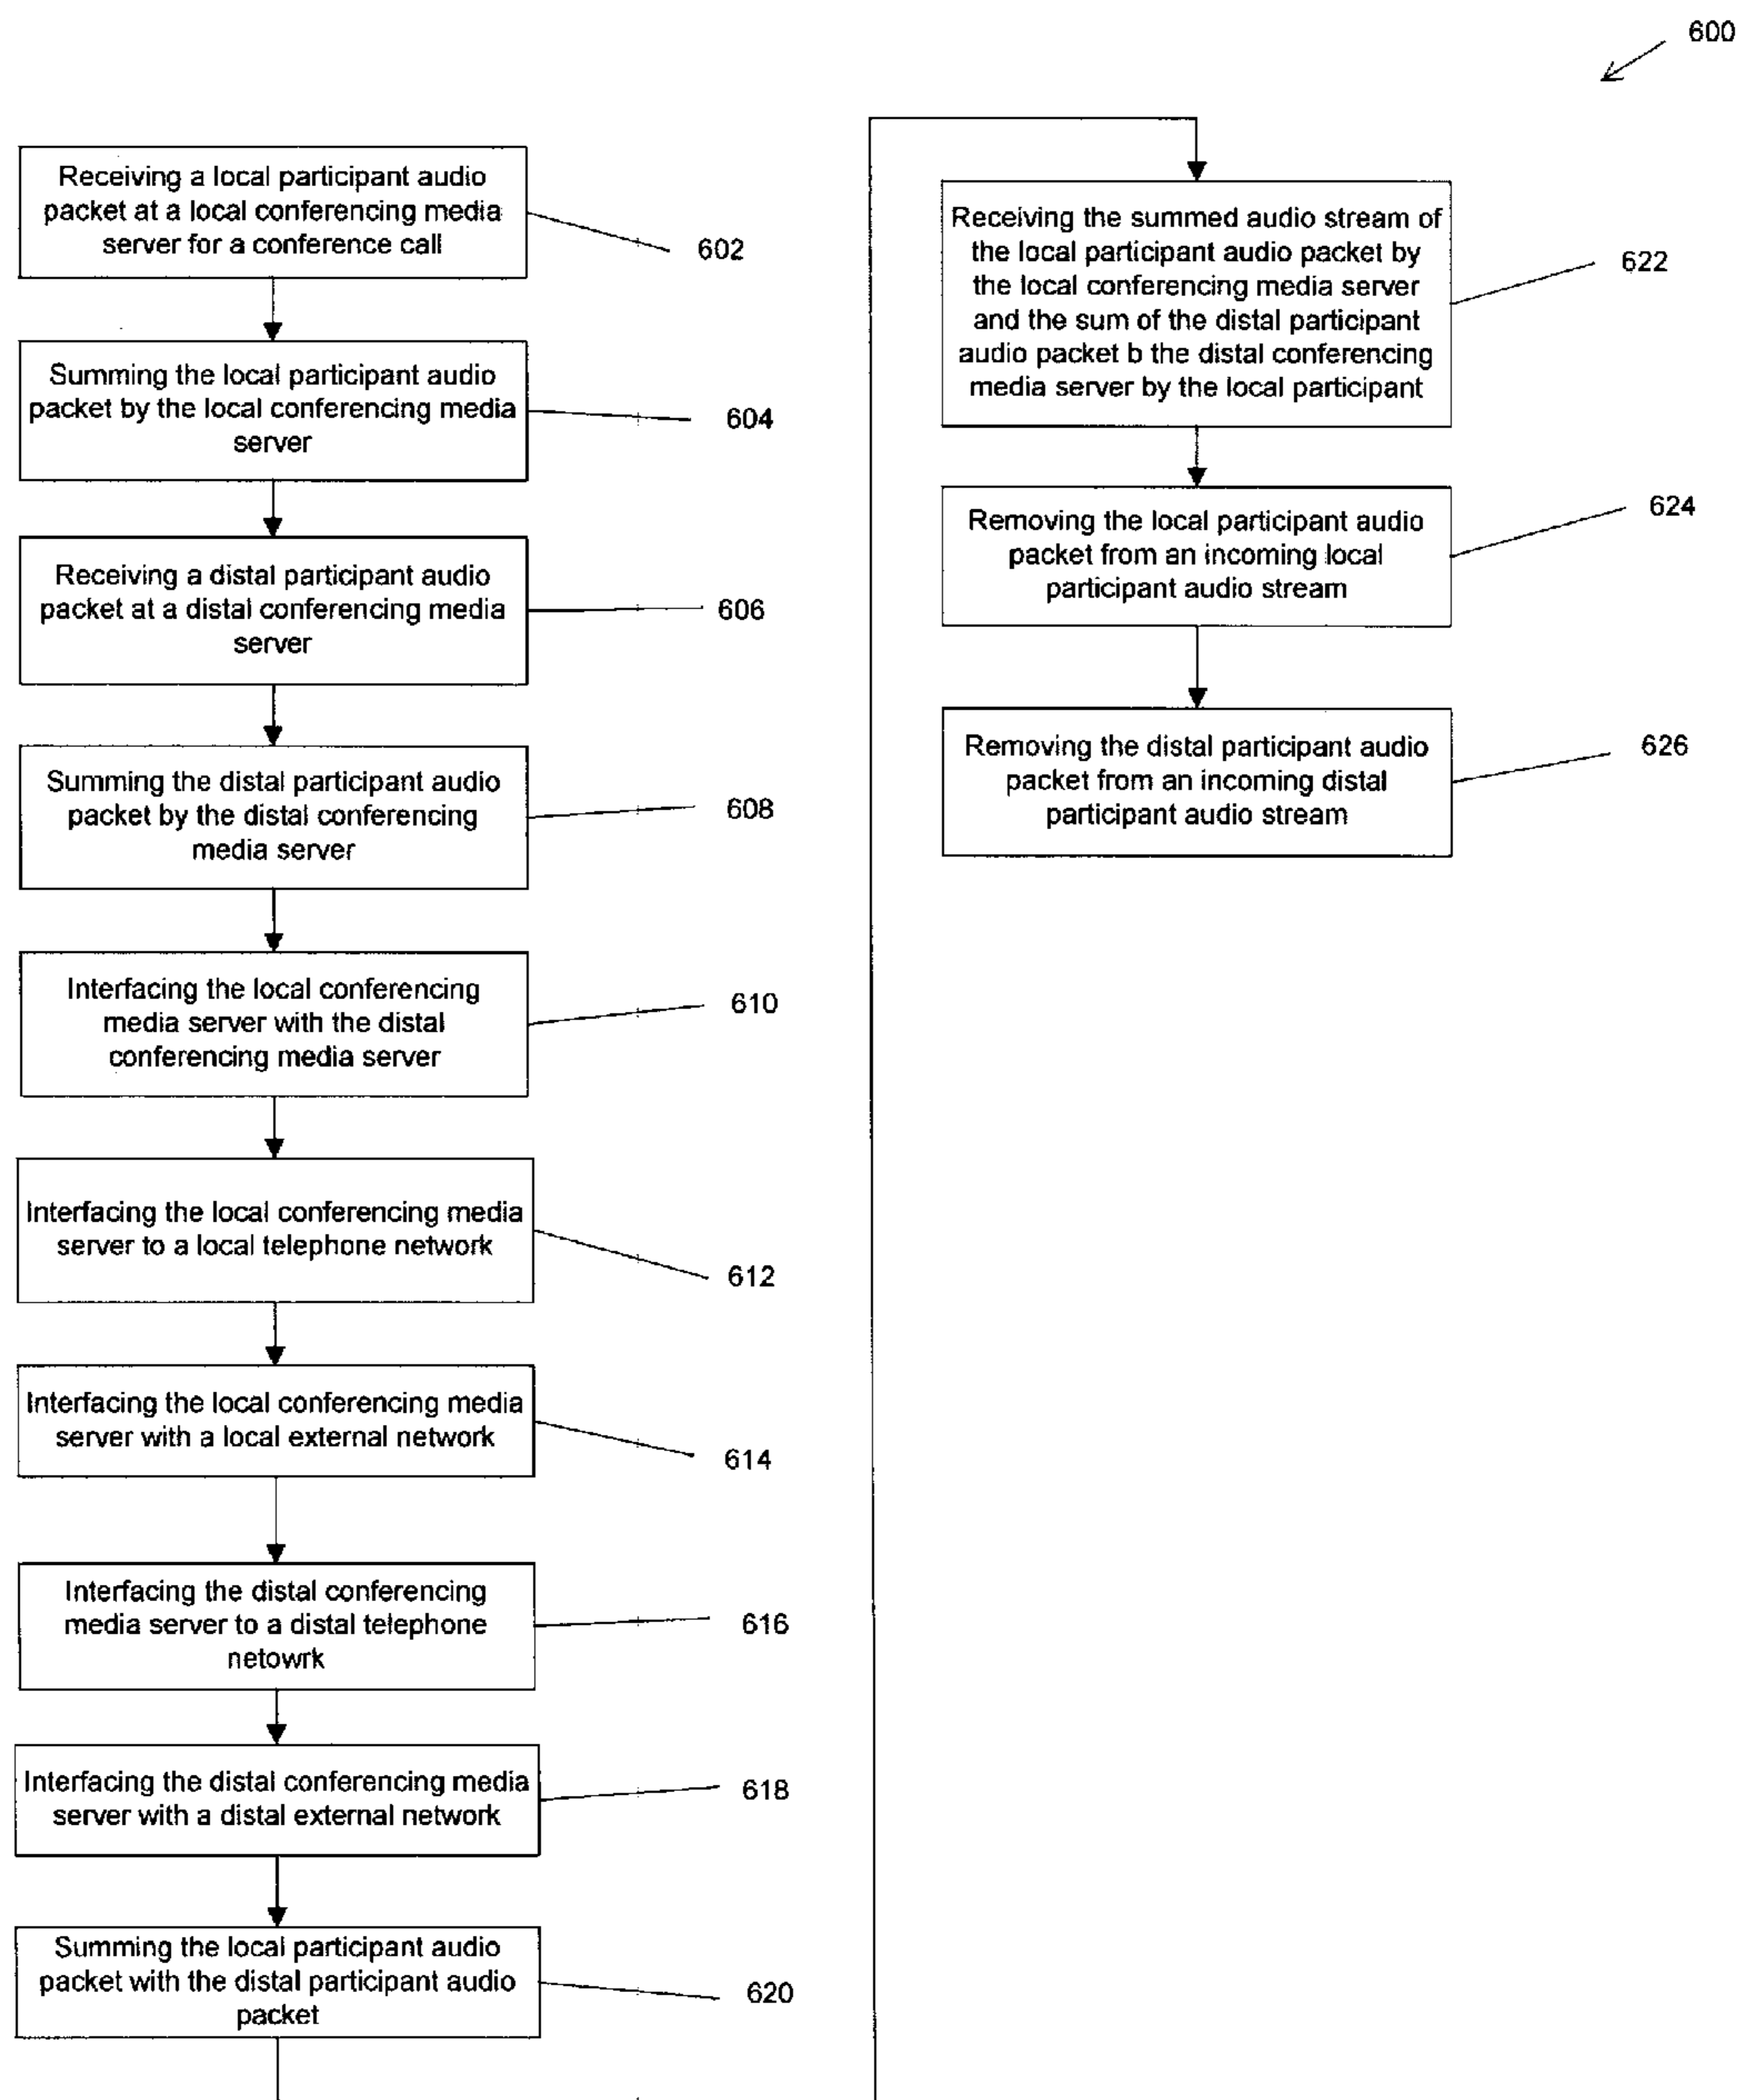 600
Receiving a local participant audio
packet at a local conferencing media
server for a conference call
602
Summing the local participant audio
packet by the local conferencing media
server
604
Receiving a distal participant audio
packet at a distal conferencing media
server
606
Summing the distal participant audio
packet by the distal conferencing
media server
608
Interfacing the local conferencing
media server with the distal
conferencing media server
610
Interfacing the local conferencing media
server to a local telephone network
612
Interfacing the local conferencing media
server with a local external network
614
Interfacing the distal conferencing
media server to a distal telephone
netowrk
616
Interfacing the distal conferencing media
server with a distal external network
618
Summing the local participant audio
packet with the distal participant audio
packet
620
Receiving the summed audio stream of
the local participant audio packet by
the local conferencing media server
and the sum of the distal participant
audio packet b the distal conferencing
media server by the local participant
622
Removing the local participant audio
packet from an incoming local
participant audio stream
624
Removing the distal participant audio
packet from an incoming distal
participant audio stream
626